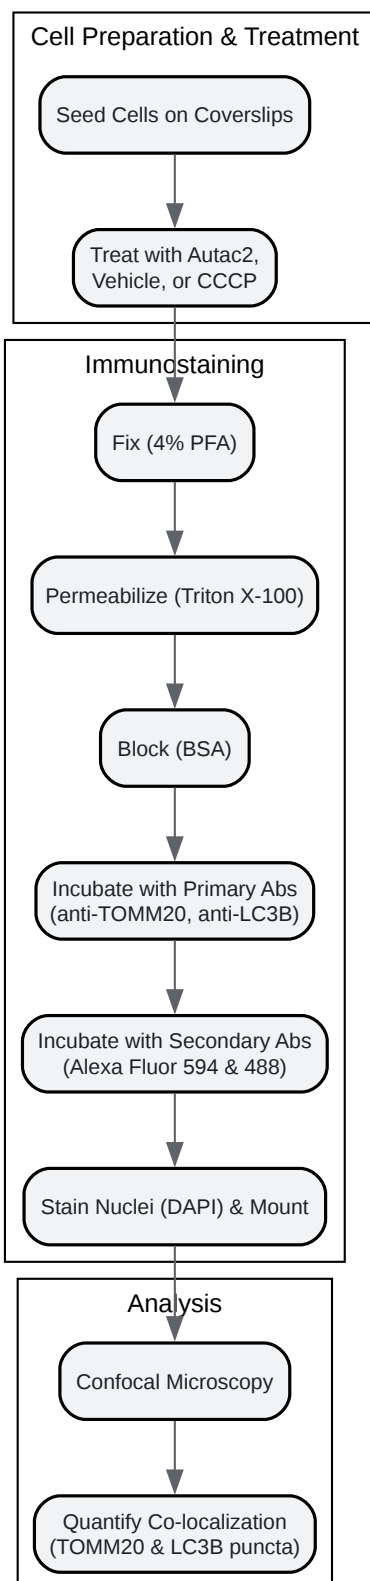 Cell Preparation & Treatment
Seed Cells on Coverslips
Treat with Autac2,
Vehicle, or CCCP
Immunostaining
Fix (4% PFA)
Permeabilize (Triton X-100)
Block (BSA)
Incubate with Primary Abs
(anti-TOMM20, anti-LC3B)
Incubate with Secondary Abs
(Alexa Fluor 594 & 488)
Stain Nuclei (DAPI) & Mount
Analysis
Confocal Microscopy
Quantify Co-localization
(TOMM20 & LC3B puncta)